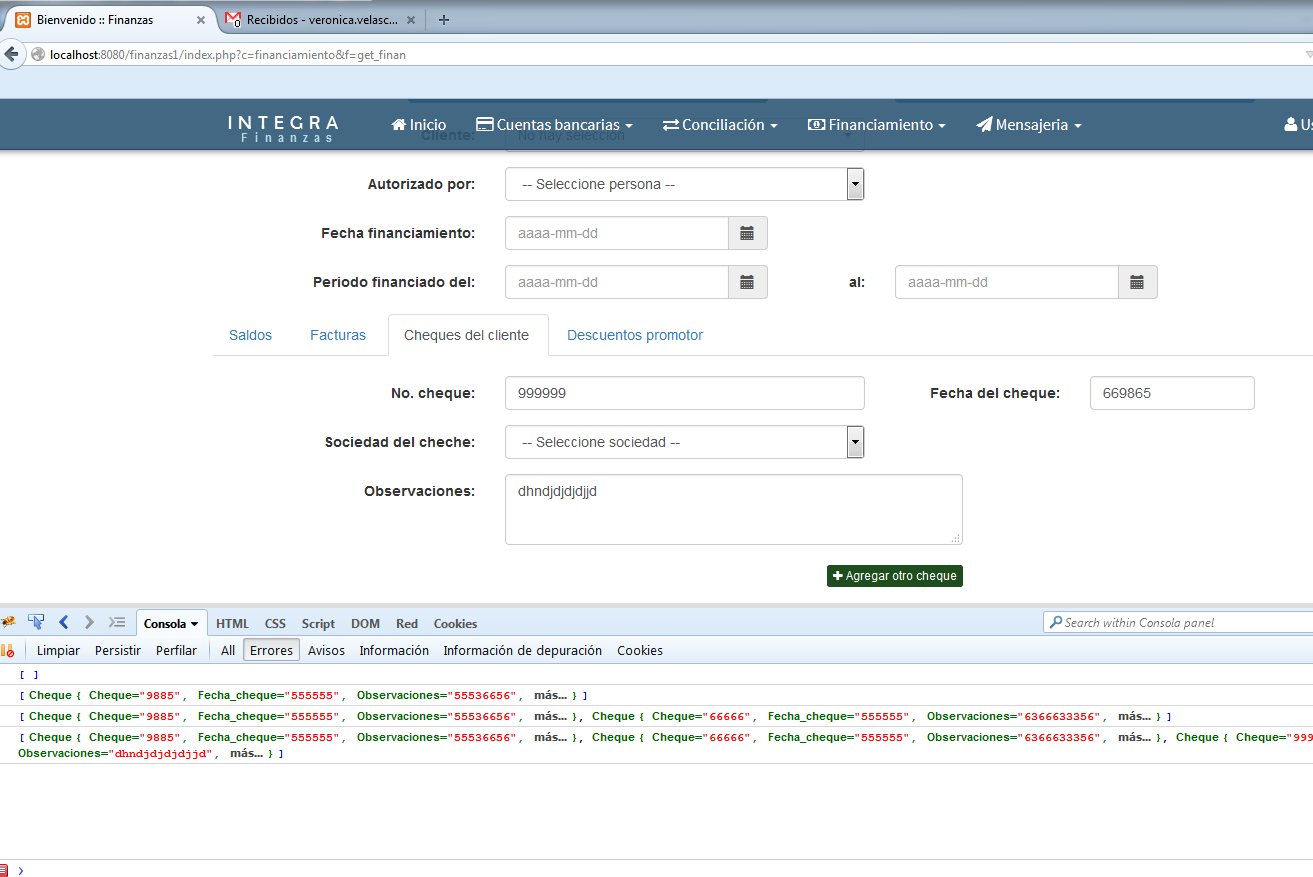 Bienvenido :: Finanzas
Recibidos - veronica.velasc...
localhost:8080/finanzas1/index.php?c=financiamiento&f=get_finan
INTEGRA
Finanzas
Inicio
Cuentas bancarias
Conciliación
Financiamiento
Mensajeria
Us
Cliente: No hay selección
Autorizado por: -- Seleccione persona --
Fecha financiamiento: aaaa-mm-dd
Periodo financiado del: aaaa-mm-dd al: aaaa-mm-dd
Saldos Facturas Cheques del cliente Descuentos promotor
No. cheque: 999999 Fecha del cheque: 669865
Sociedad del cheche: -- Seleccione sociedad --
Observaciones: dhndjdjdjdjjd
Agregar otro cheque
Consola HTML CSS Script DOM Red Cookies Search within Consola panel
Limpiar Persistir Perfilar All Errores Avisos Información Información de depuración Cookies
[ ]
[ Cheque { Cheque="9885", Fecha_cheque="555555", Observaciones="55536656", más... } ]
[ Cheque { Cheque="9885", Fecha_cheque="555555", Observaciones="55536656", más... }, Cheque { Cheque="66666", Fecha_cheque="555555", Observaciones="6366633356", más... } ]
[ Cheque { Cheque="9885", Fecha_cheque="555555", Observaciones="55536656", más... }, Cheque { Cheque="66666", Fecha_cheque="555555", Observaciones="6366633356", más... }, Cheque { Cheque="999
Observaciones="dhndjdjdjdjjd", más... } ]